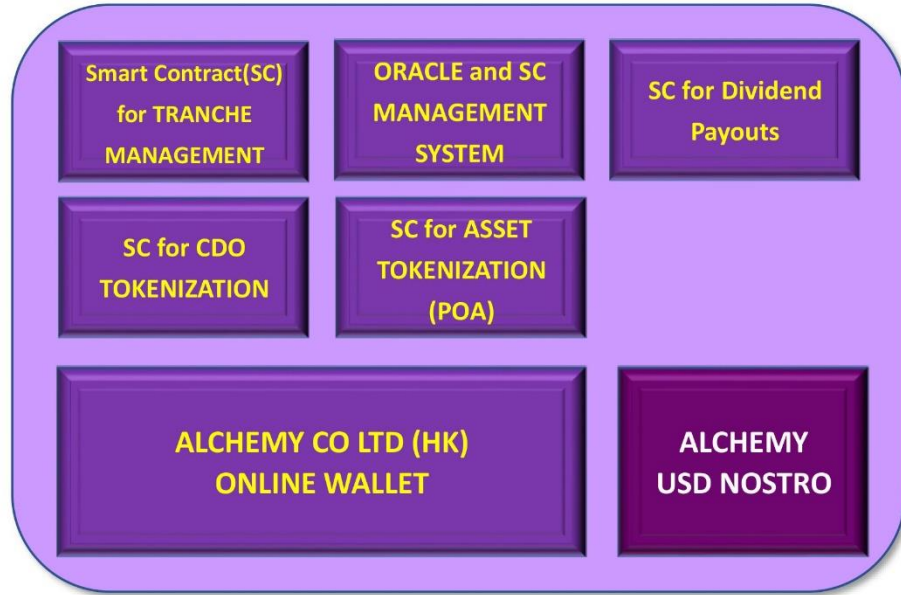 Smart Contract(SC)
for TRANCHE
MANAGEMENT
ORACLE and SC
MANAGEMENT
SYSTEM
SC for Dividend
Payouts
SC for CDO
TOKENIZATION
SC for ASSET
TOKENIZATION
(POA)
ALCHEMY CO LTD (HK)
ONLINE WALLET
ALCHEMY
USD NOSTRO